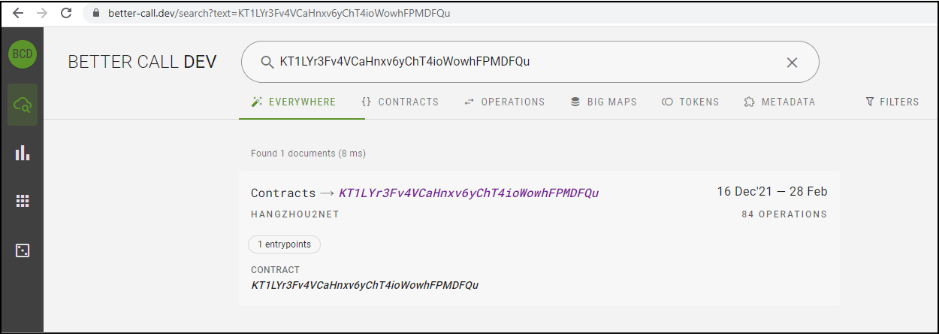 better-call.dev/search?text=KT1LYr3Fv4VCaHnxv6yChT4ioWowhFPMDFQu
BCD
BETTER CALL DEV
KT1LYr3Fv4VCaHnxv6yChT4ioWowhFPMDFQu
EVERYWHERE {} CONTRACTS OPERATIONS BIG MAPS TOKENS METADATA FILTERS
Found 1 documents (8 ms)
Contracts → KT1LYr3Fv4VCaHnxv6yChT4ioWowhFPMDFQu 16 Dec'21 — 28 Feb
HANGZHOU2NET 84 OPERATIONS
1 entrypoints
CONTRACT
KT1LYr3Fv4VCaHnxv6yChT4ioWowhFPMDFQu